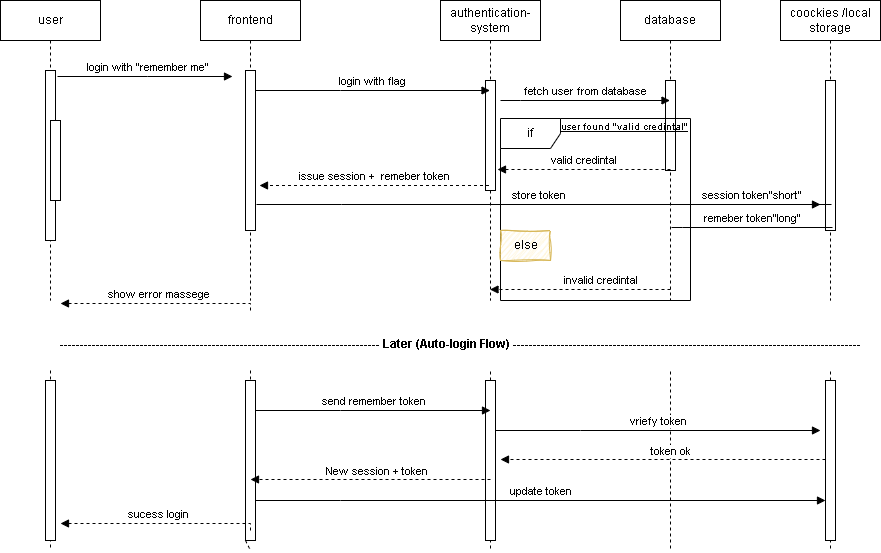 user
frontend
authentication-
system
database
coockies /local
storage
login with "remember me"
login with flag
fetch user from database
if
user found "valid credintal"
valid credintal
issue session + remeber token
store token
session token"short"
remeber token"long"
else
invalid credintal
show error massege
Later (Auto-login Flow)
send remember token
vriefy token
token ok
New session + token
update token
sucess login